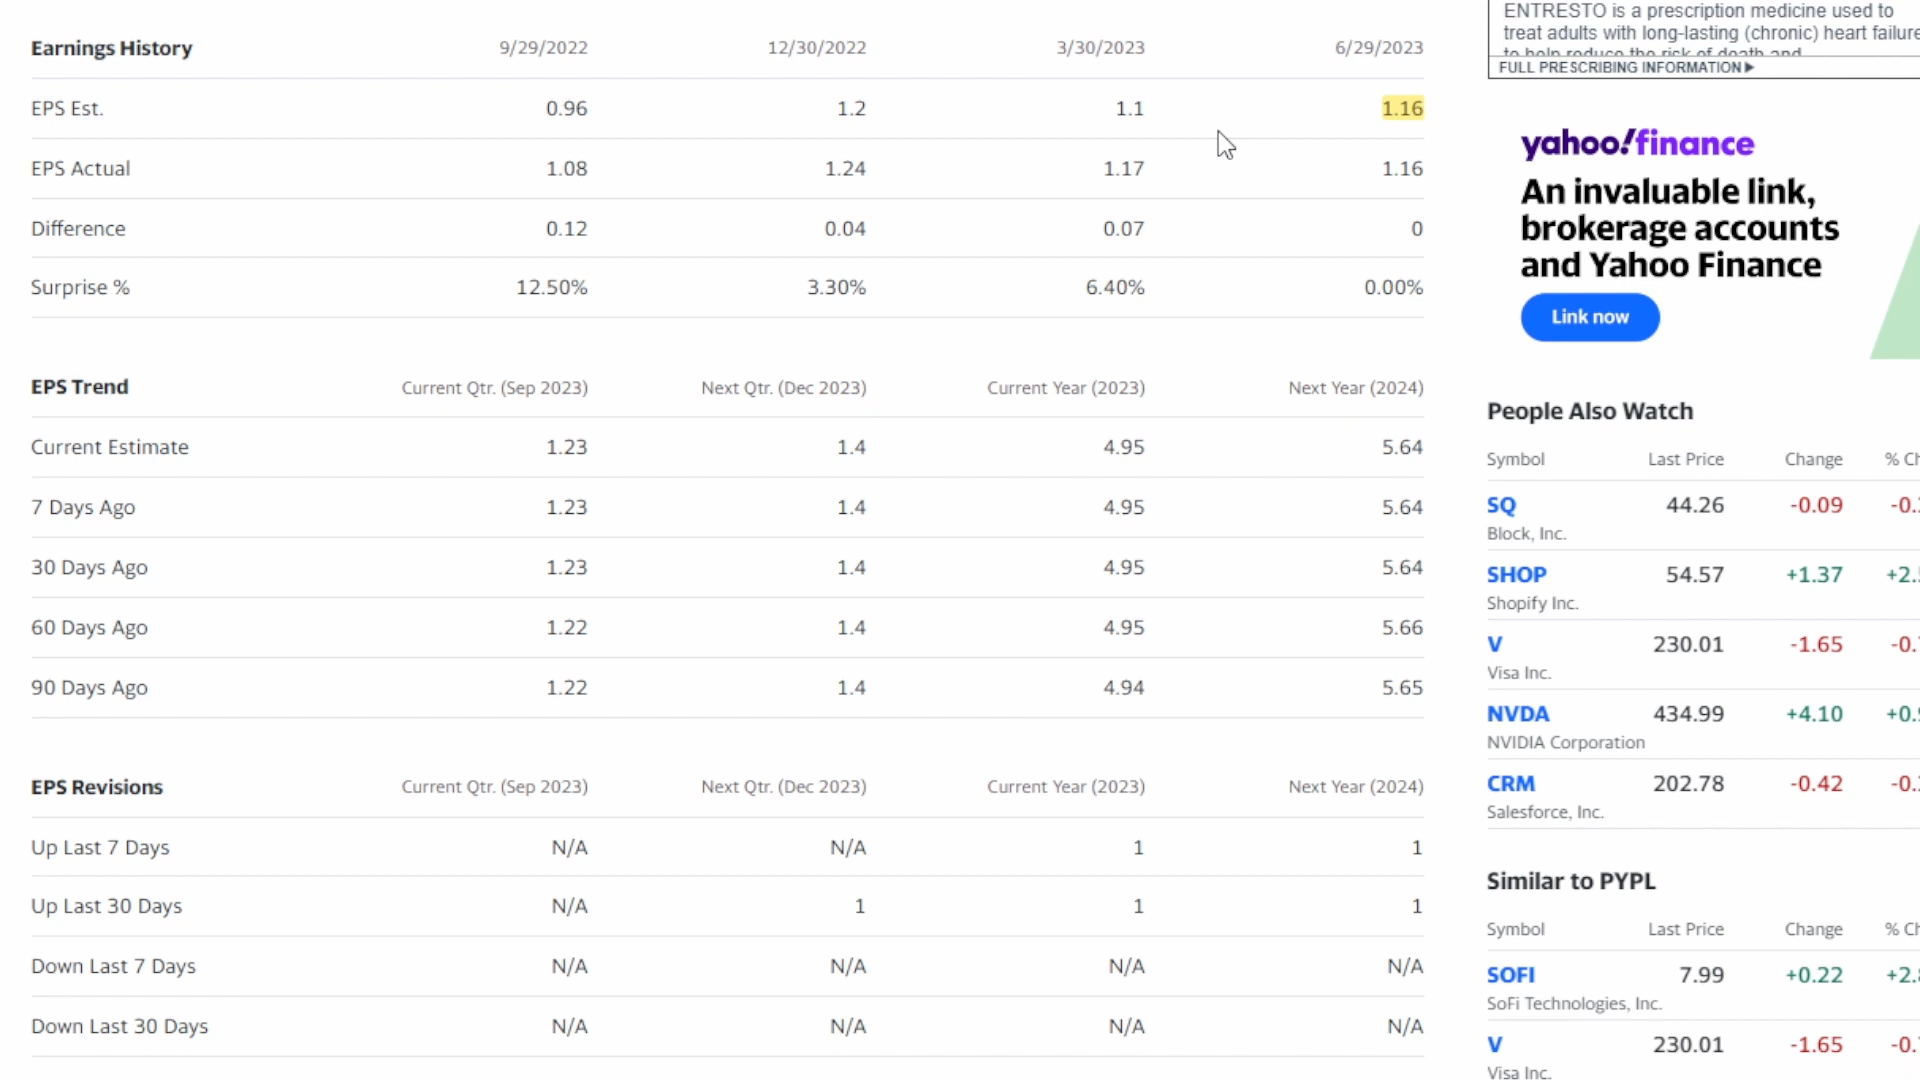 Earnings History 9/29/2022 12/30/2022 3/30/2023 6/29/2023
EPS Est. 0.96 1.2 1.1 1.16
EPS Actual 1.08 1.24 1.17 1.16
Difference 0.12 0.04 0.07 0
Surprise % 12.50% 3.30% 6.40% 0.00%
EPS Trend Current Qtr. (Sep 2023) Next Qtr. (Dec 2023) Current Year (2023) Next Year (2024)
Current Estimate 1.23 1.4 4.95 5.64
7 Days Ago 1.23 1.4 4.95 5.64
30 Days Ago 1.23 1.4 4.95 5.64
60 Days Ago 1.22 1.4 4.95 5.66
90 Days Ago 1.22 1.4 4.94 5.65
EPS Revisions Current Qtr. (Sep 2023) Next Qtr. (Dec 2023) Current Year (2023) Next Year (2024)
Up Last 7 Days N/A N/A 1 1
Up Last 30 Days N/A 1 1 1
Down Last 7 Days N/A N/A N/A N/A
Down Last 30 Days N/A N/A N/A N/A
ENTRESTO is a prescription medicine used to
treat adults with long-lasting (chronic) heart failure
to help reduce the risk of death and
FULL PRESCRIBING INFORMATION
yahoo!finance
An invaluable link,
brokerage accounts
and Yahoo Finance
Link now
People Also Watch
Symbol Last Price Change %
SQ 44.26 -0.09
Block, Inc.
SHOP 54.57 +1.37
Shopify Inc.
V 230.01 -1.65
Visa Inc.
NVDA 434.99 +4.10
NVIDIA Corporation
CRM 202.78 -0.42
Salesforce, Inc.
Similar to PYPL
Symbol Last Price Change %
SOFI 7.99 +0.22
SoFi Technologies, Inc.
V 230.01 -1.65
Visa Inc.